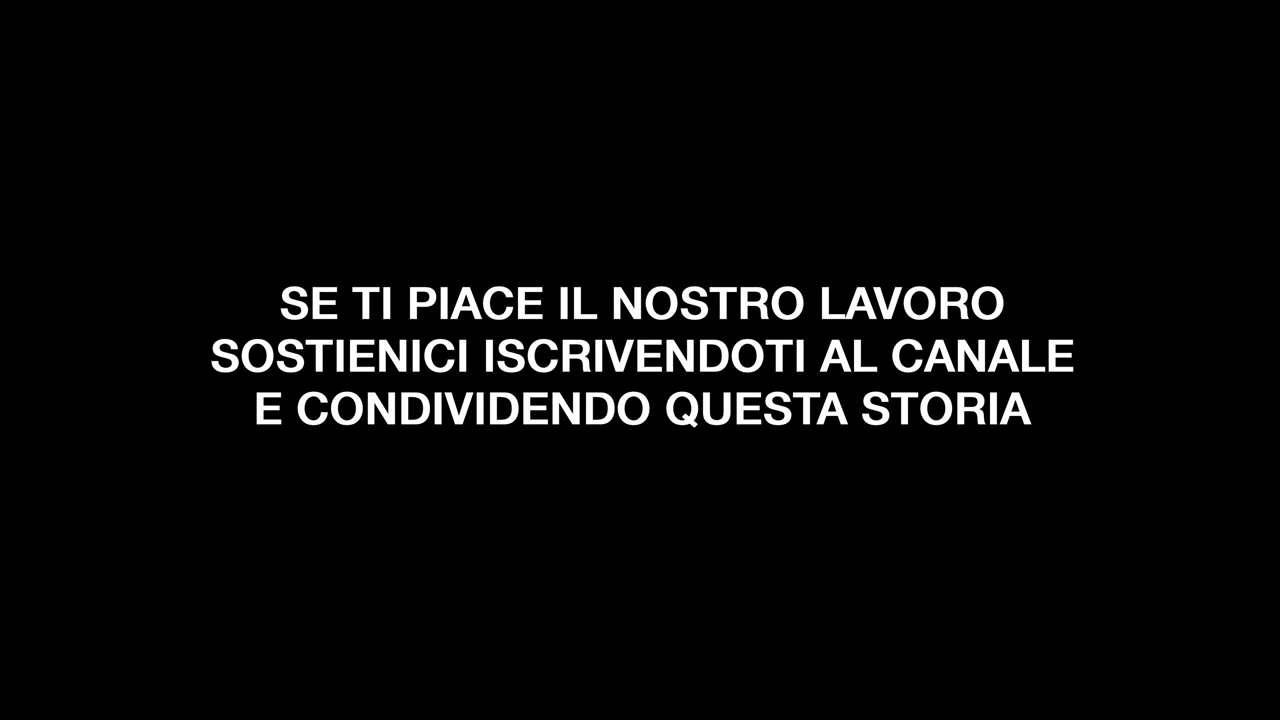 SE TI PIACE IL NOSTRO LAVORO
SOSTIENICI ISCRIVENDOTI AL CANALE
E CONDIVIDENDO QUESTA STORIA